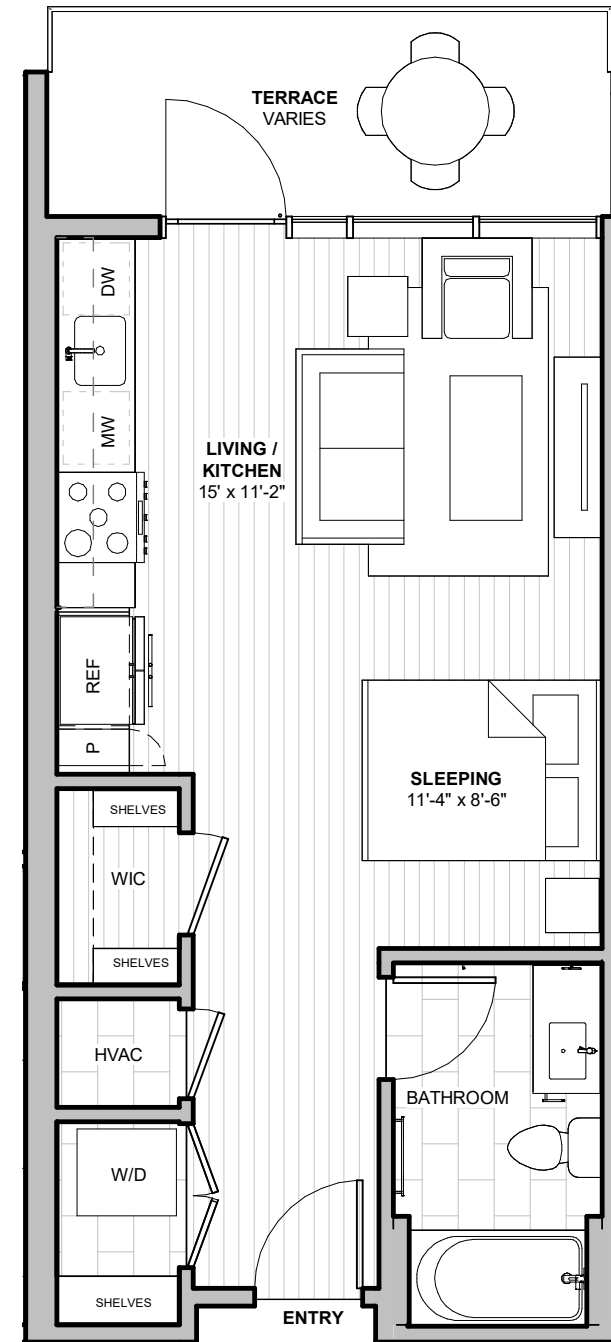 TERRACE
VARIES
DW
MW
LIVING /
KITCHEN
15' x 11'-2"
REF
P
SLEEPING
11'-4" x 8'-6"
SHELVES
WIC
SHELVES
HVAC
BATHROOM
W/D
SHELVES
ENTRY